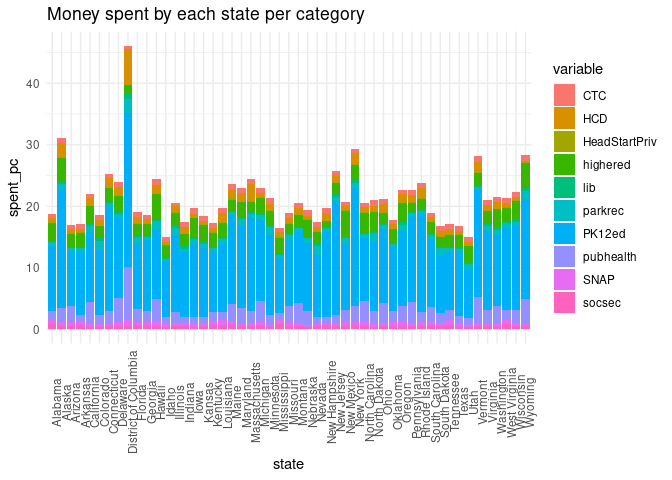 Money spent by each state per category
spent_pc
40
30
20
10
0
Alabama
Alaska
Arizona
Arkansas
California
Colorado
Connecticut
Delaware
District of Columbia
Florida
Georgia
Hawaii
Idaho
Illinois
Indiana
Iowa
Kansas
Kentucky
Louisiana
Maine
Maryland
Massachusetts
Michigan
Minnesota
Mississippi
Missouri
Montana
Nebraska
Nevada
New Hampshire
New Jersey
New Mexico
New York
North Carolina
North Dakota
Ohio
Oklahoma
Oregon
Pennsylvania
Rhode Island
South Carolina
South Dakota
Tennessee
Texas
Utah
Vermont
Virginia
Washington
West Virginia
Wisconsin
Wyoming
state
variable
CTC
HCD
HeadStartPriv
highered
lib
parkrec
PK12ed
pubhealth
SNAP
socsec